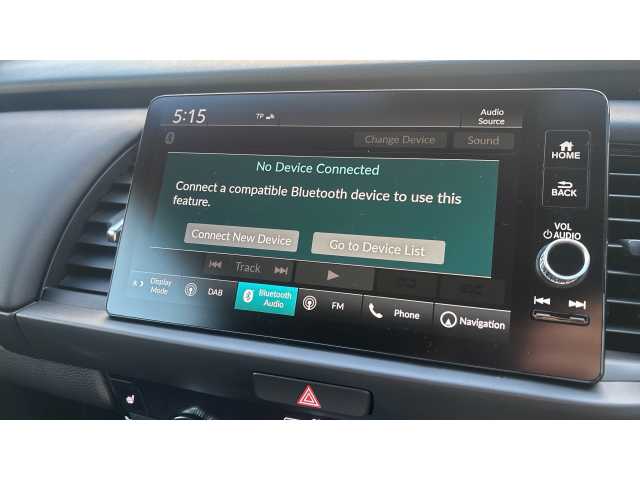 5:15
TP
Audio
Source
Change Device
Sound
No Device Connected
Connect a compatible Bluetooth device to use this
feature.
Connect New Device
Go to Device List
Track
Display
Mode
DAB
Bluetooth
Audio
FM
Phone
Navigation
HOME
BACK
VOL
AUDIO